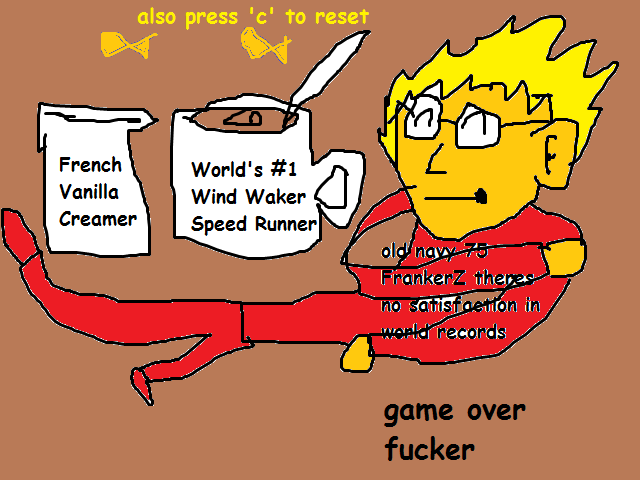 also press 'c' to reset
French
Vanilla
Creamer
World's #1
Wind Waker
Speed Runner
old navy 75
FrankerZ theres
no satisfaction in
world records
game over
fucker